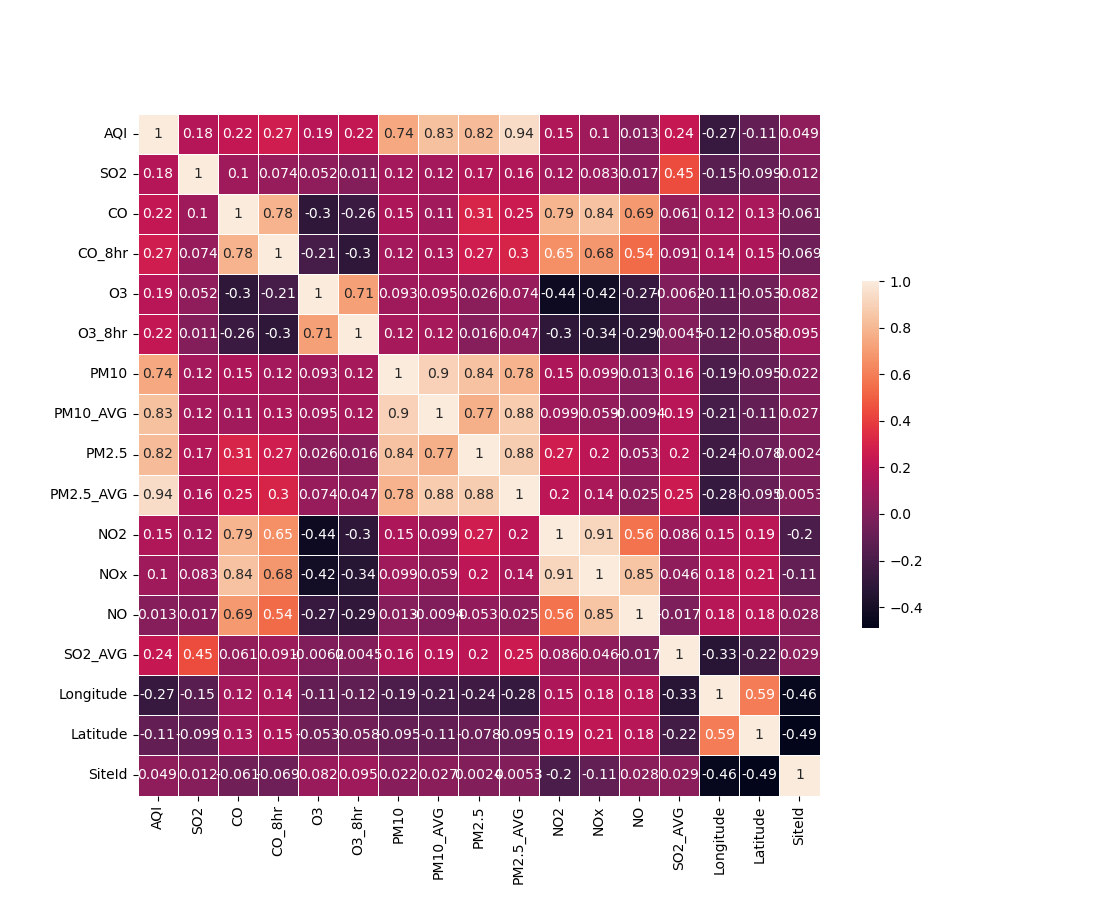 AQI 1 0.18 0.22 0.27 0.19 0.22 0.74 0.83 0.82 0.94 0.15 0.1 0.013 0.24 -0.27 -0.11 0.049
SO2 0.18 1 0.1 0.074 0.052 0.011 0.12 0.12 0.17 0.16 0.12 0.083 0.017 0.45 -0.15 -0.099 0.012
CO 0.22 0.1 1 0.78 -0.3 -0.26 0.15 0.11 0.31 0.25 0.79 0.84 0.69 0.061 0.12 0.13 -0.061
CO_8hr 0.27 0.074 0.78 1 -0.21 -0.3 0.12 0.13 0.27 0.3 0.65 0.68 0.54 0.091 0.14 0.15 -0.069
O3 0.19 0.052 -0.3 -0.21 1 0.71 0.093 0.095 0.026 0.074 -0.44 -0.42 -0.27 -0.0062 -0.11 -0.053 0.082
O3_8hr 0.22 0.011 -0.26 -0.3 0.71 1 0.12 0.12 0.016 0.047 -0.3 -0.34 -0.29 0.0045 -0.12 -0.058 0.095
PM10 0.74 0.12 0.15 0.12 0.093 0.12 1 0.9 0.84 0.78 0.15 0.099 0.013 0.16 -0.19 -0.095 0.022
PM10_AVG 0.83 0.12 0.11 0.13 0.095 0.12 0.9 1 0.77 0.88 0.099 0.059 0.19 -0.21 -0.11 0.027
PM2.5 0.82 0.17 0.31 0.27 0.026 0.016 0.84 0.77 1 0.88 0.27 0.2 0.053 0.2 -0.24 -0.078 0.0024
PM2.5_AVG 0.94 0.16 0.25 0.3 0.074 0.047 0.78 0.88 0.88 1 0.2 0.14 0.025 0.25 -0.28 -0.095 0.0053
NO2 0.15 0.12 0.79 0.65 -0.44 -0.3 0.15 0.099 0.27 0.2 1 0.91 0.56 0.086 0.15 0.19 -0.2
NOx 0.1 0.083 0.84 0.68 -0.42 -0.34 0.099 0.059 0.2 0.14 0.91 1 0.85 0.046 0.18 0.21 -0.11
NO 0.013 0.017 0.69 0.54 -0.27 -0.29 0.013 0.053 0.025 0.56 0.85 1 -0.017 0.18 0.18 0.028
SO2_AVG 0.24 0.45 0.061 0.091 -0.0062 0.0045 0.16 0.19 0.2 0.25 0.086 0.046 -0.017 1 -0.33 -0.22 0.029
Longitude -0.27 -0.15 0.12 0.14 -0.11 -0.12 -0.19 -0.21 -0.24 -0.28 0.15 0.18 0.18 -0.33 1 0.59 -0.46
Latitude -0.11 -0.099 0.13 0.15 -0.053 -0.058 -0.095 -0.11 -0.078 -0.095 0.19 0.21 0.18 -0.22 0.59 1 -0.49
SiteId 0.049 0.012 -0.061 -0.069 0.082 0.095 0.022 0.027 0.0024 0.0053 -0.2 -0.11 0.028 0.029 -0.46 -0.49 1
AQI SO2 CO CO_8hr O3 O3_8hr PM10 PM10_AVG PM2.5 PM2.5_AVG NO2 NOx NO SO2_AVG Longitude Latitude SiteId
1.0
0.8
0.6
0.4
0.2
0.0
−0.2
−0.4